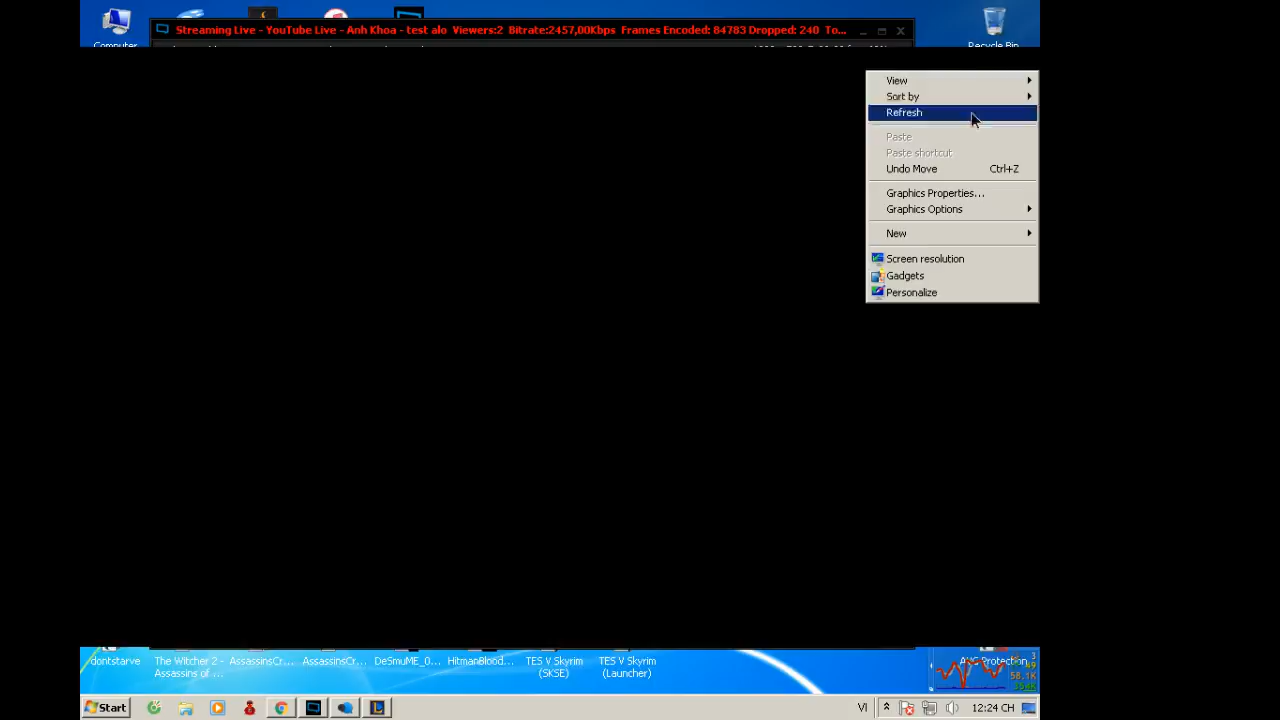 Streaming Live - YouTube Live - Anh Khoa - test alo Viewers:2 Bitrate:2457,00Kbps Frames Encoded: 84783 Dropped: 240 To...
Computer
Recycle Bin
View
Sort by
Refresh
Paste
Paste shortcut
Undo Move Ctrl+Z
Graphics Properties...
Graphics Options
New
Screen resolution
Gadgets
Personalize
dontstarve
The Witcher 2 -
Assassins of ...
AssassinsCr...
AssassinsCr...
DeSmuME_0...
HitmanBlood...
TES V Skyrim
(SKSE)
TES V Skyrim
(Launcher)
AVG Protection
58.1K
Start
VI
12:24 CH